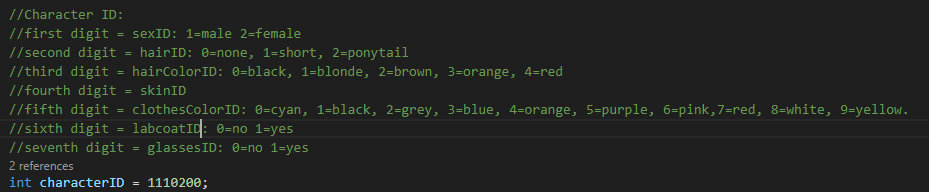 //Character ID:
//first digit = sexID: 1=male 2=female
//second digit = hairID: 0=none, 1=short, 2=ponytail
//third digit = hairColorID: 0=black, 1=blonde, 2=brown, 3=orange, 4=red
//fourth digit = skinID
//fifth digit = clothesColorID: 0=cyan, 1=black, 2=grey, 3=blue, 4=orange, 5=purple, 6=pink,7=red, 8=white, 9=yellow.
//sixth digit = labcoatID: 0=no 1=yes
//seventh digit = glassesID: 0=no 1=yes
2 references
int characterID = 1110200;